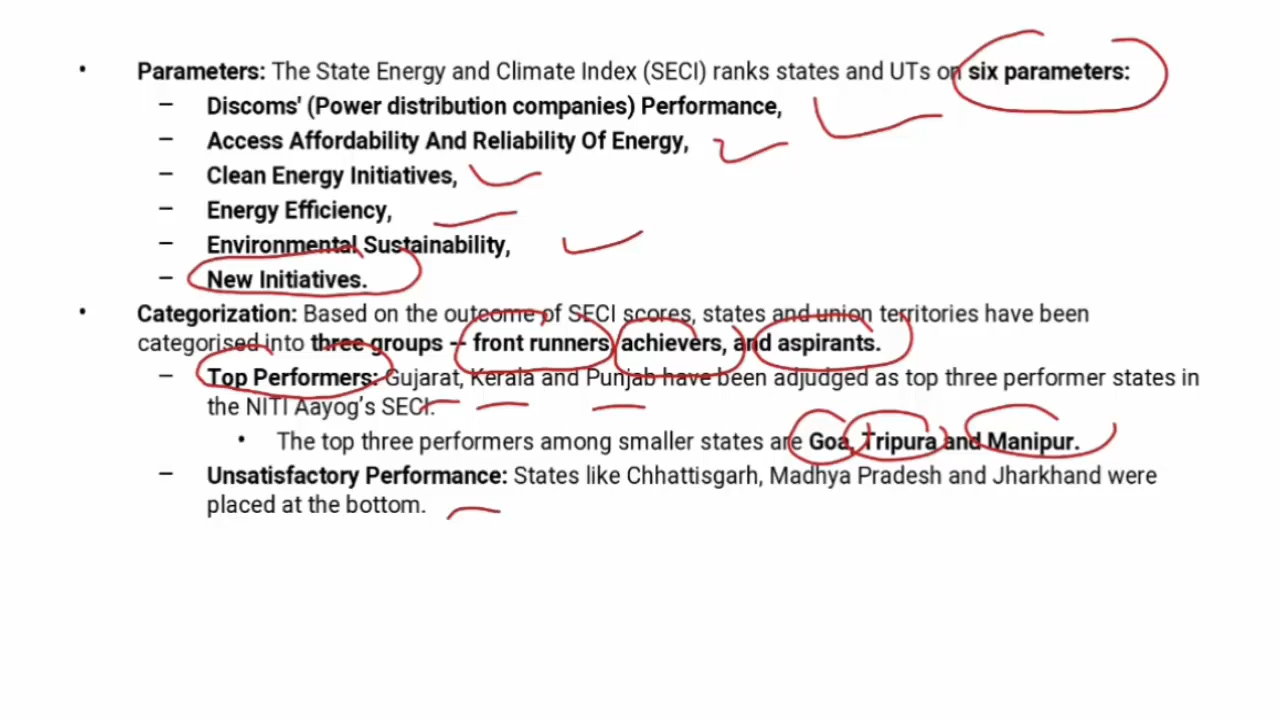 • Parameters: The State Energy and Climate Index (SECI) ranks states and UTs on six parameters:
– Discoms' (Power distribution companies) Performance,
– Access Affordability And Reliability Of Energy,
– Clean Energy Initiatives,
– Energy Efficiency,
– Environmental Sustainability,
– New Initiatives.
• Categorization: Based on the outcome of SECI scores, states and union territories have been
categorised into three groups -- front runners, achievers, and aspirants.
– Top Performers: Gujarat, Kerala and Punjab have been adjudged as top three performer states in
the NITI Aayog's SECI.
• The top three performers among smaller states are Goa, Tripura and Manipur.
– Unsatisfactory Performance: States like Chhattisgarh, Madhya Pradesh and Jharkhand were
placed at the bottom.